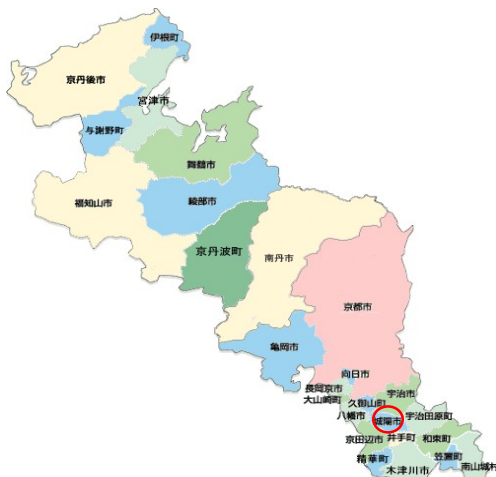 伊根町
京丹後市
宮津市
与謝野町
舞鶴市
福知山市
綾部市
京丹波町
南丹市
京都市
亀岡市
向日市
長岡京市
大山崎町
宇治市
久御山町
八幡市
城陽市
宇治田原町
京田辺市
井手町
和束町
精華町
笠置町
木津川市
南山城村